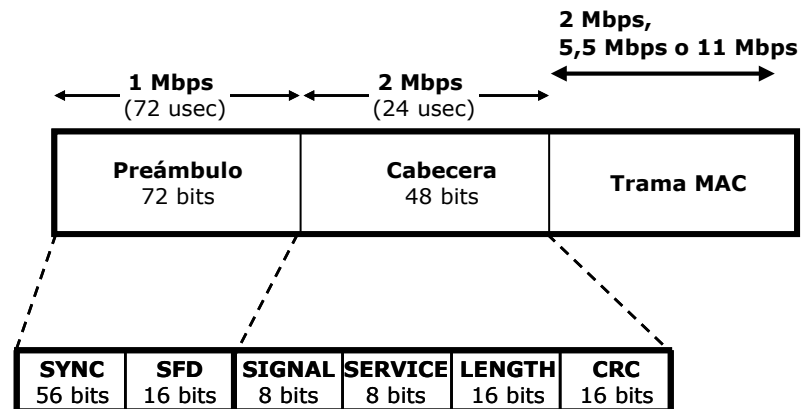 2 Mbps,
5,5 Mbps o 11 Mbps
1 Mbps
(72 usec)
2 Mbps
(24 usec)
Preámbulo
72 bits
Cabecera
48 bits
Trama MAC
SYNC
56 bits
SFD
16 bits
SIGNAL
8 bits
SERVICE
8 bits
LENGTH
16 bits
CRC
16 bits